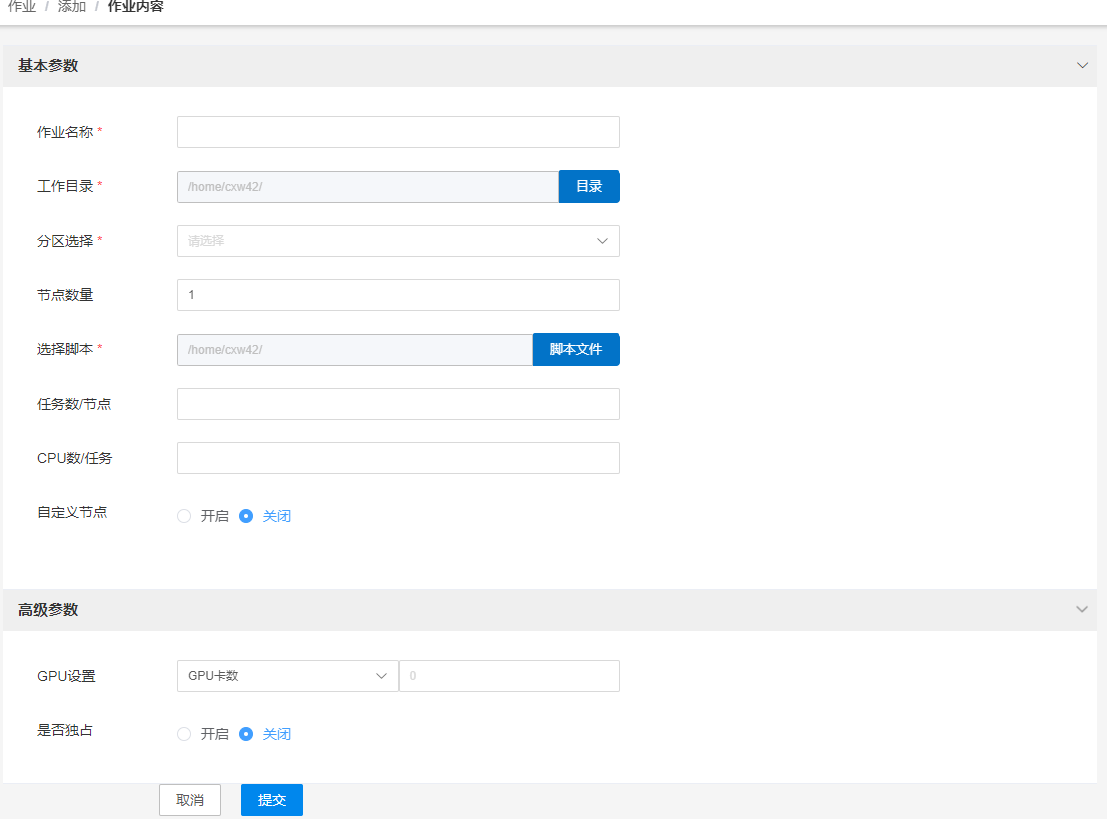 作业 / 添加 / 作业内容
基本参数
作业名称 *
工作目录 * /home/cxw42/ 目录
分区选择 * 请选择
节点数量 1
选择脚本 * /home/cxw42/ 脚本文件
任务数/节点
CPU数/任务
自定义节点 开启 关闭
高级参数
GPU设置 GPU卡数 0
是否独占 开启 关闭
取消 提交